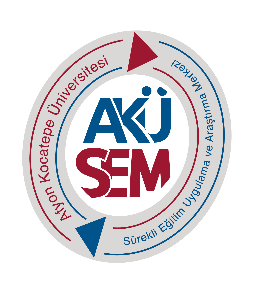 Afyon Kocatepe Üniversitesi
AKÜ
SEM
Sürekli Eğitim Uygulama ve Araştırma Merkezi